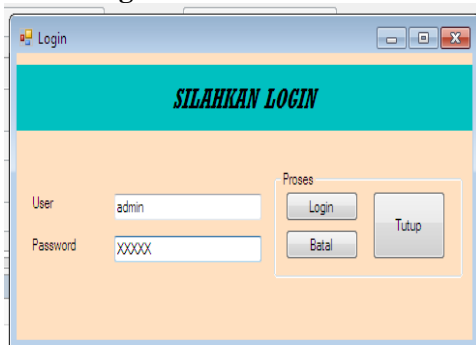 Login
SILAHKAN LOGIN
User admin
Password XXXXX
Proses
Login
Batal
Tutup